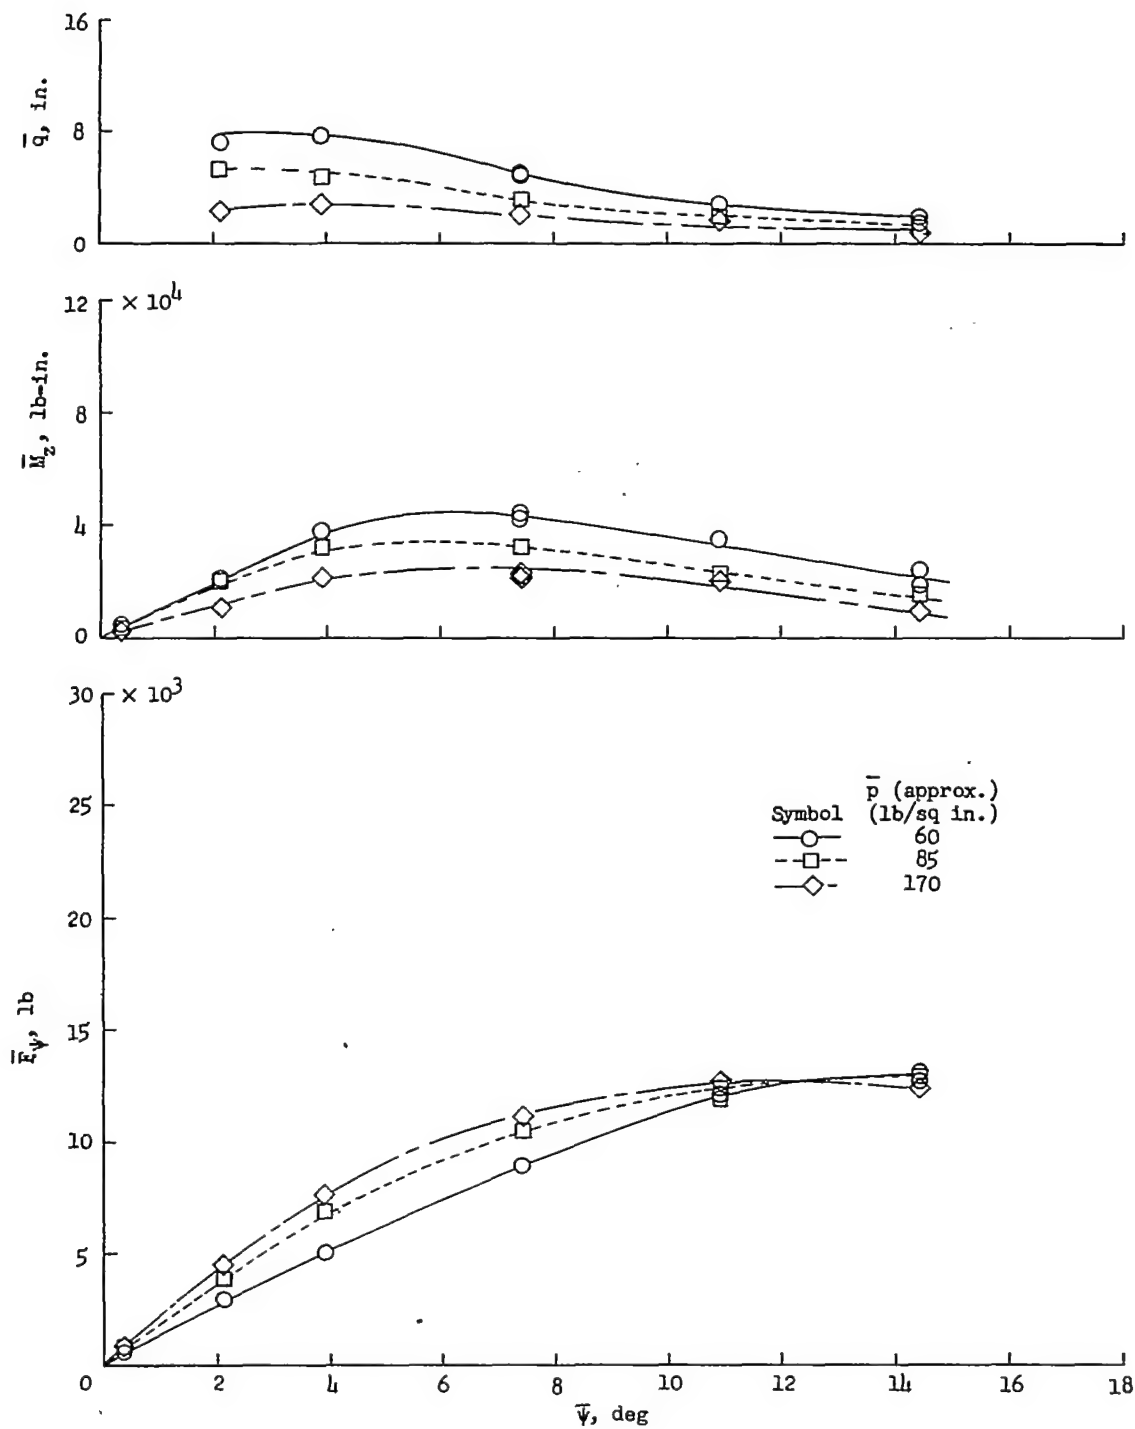 16
8
0
q̅, in.
12 × 10⁴
8
4
0
M̅z, lb-in.
30 × 10³
25
20
15
10
5
F̅ψ, lb
p̅ (approx.)
Symbol (lb/sq in.)
60
85
170
0 2 4 6 8 10 12 14 16 18
ψ̅, deg